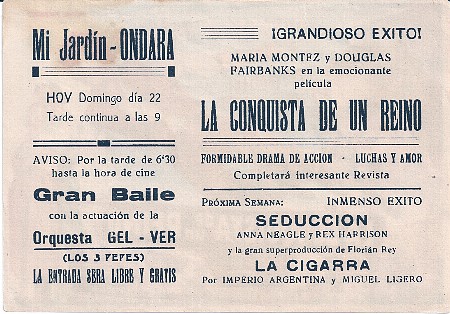 Mi Jardín - ONDARA
HOY Domingo día 22
Tarde continua a las 9
AVISO: Por la tarde de 6'30
hasta la hora de cine
Gran Baile
con la actuación de la
Orquesta GEL - VER
(LOS 3 PEPES)
LA ENTRADA SERA LIBRE Y GRATIS
¡GRANDIOSO EXITO!
MARIA MONTEZ y DOUGLAS
FAIRBANKS en la emocionante
película
LA CONQUISTA DE UN REINO
FORMIDABLE DRAMA DE ACCION - LUCHAS Y AMOR
Completará interesante Revista
PRÓXIMA SEMANA: INMENSO EXITO
SEDUCCION
ANNA NEAGLE y REX HARRISON
y la gran superproducción de Florián Rey
LA CIGARRA
Por IMPERIO ARGENTINA y MIGUEL LIGERO